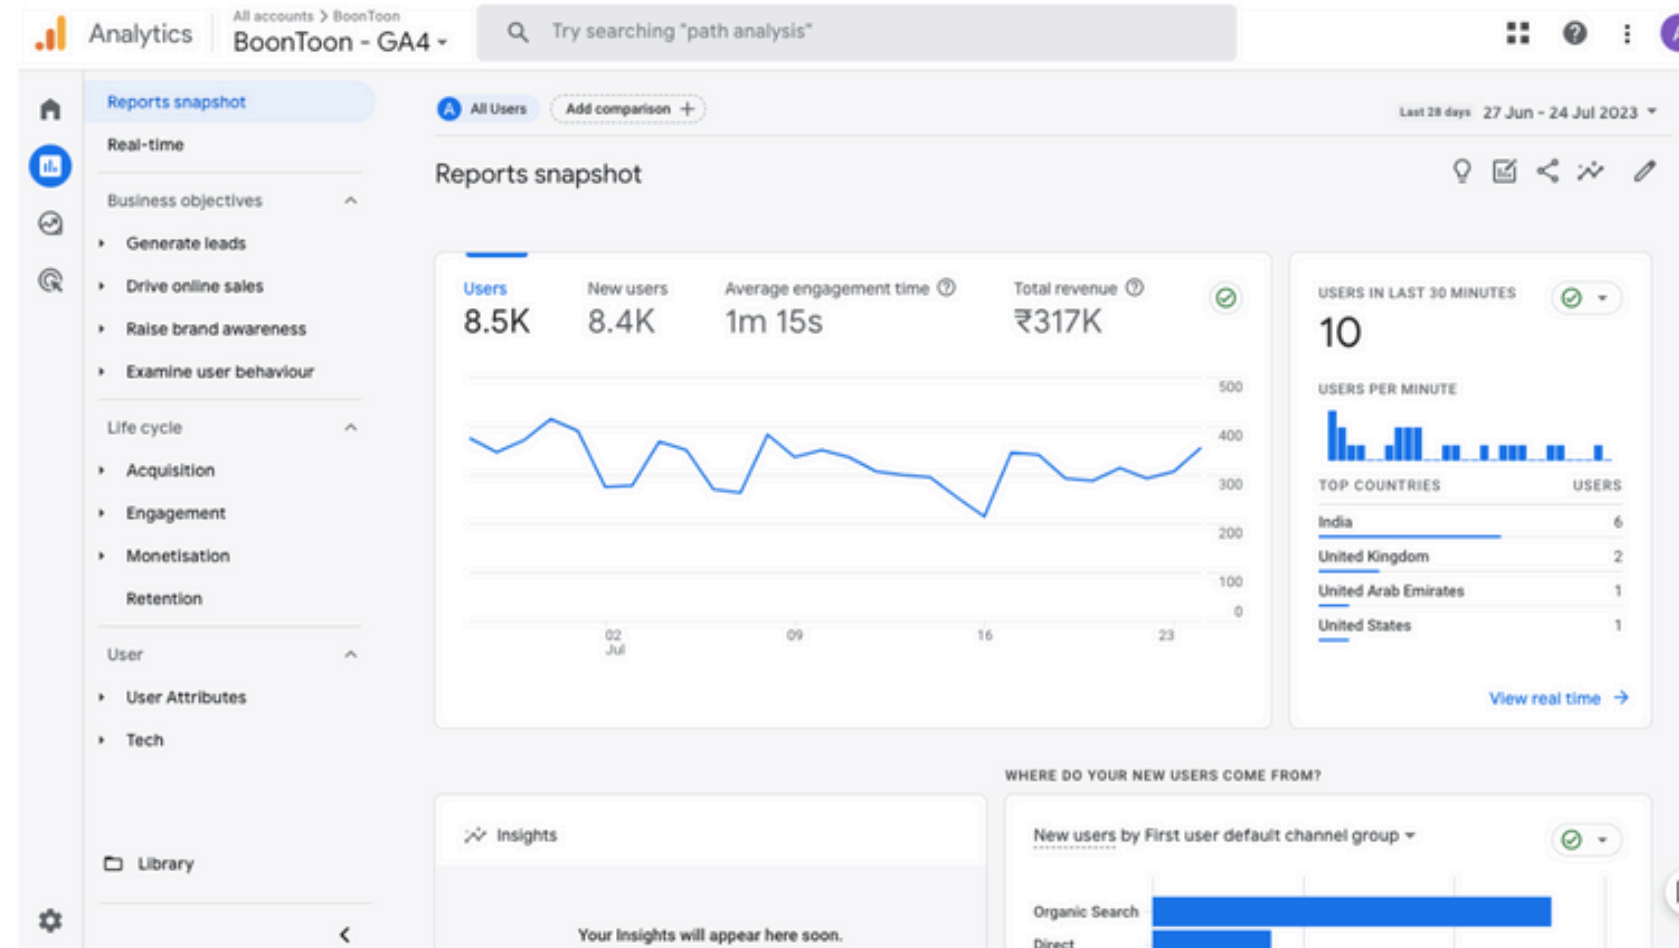 All accounts > BoonToon
Analytics
BoonToon - GA4
Try searching "path analysis"
Reports snapshot
Real-time
Business objectives
Generate leads
Drive online sales
Raise brand awareness
Examine user behaviour
Life cycle
Acquisition
Engagement
Monetisation
Retention
User
User Attributes
Tech
Library
A All Users
Add comparison +
Last 28 days 27 Jun - 24 Jul 2023
Reports snapshot
Users
8.5K
New users
8.4K
Average engagement time
1m 15s
Total revenue
₹317K
500
400
300
200
100
0
02
Jul
09
16
23
USERS IN LAST 30 MINUTES
10
USERS PER MINUTE
TOP COUNTRIES USERS
India 6
United Kingdom 2
United Arab Emirates 1
United States 1
View real time
Insights
Your Insights will appear here soon.
WHERE DO YOUR NEW USERS COME FROM?
New users by First user default channel group
Organic Search
Direct